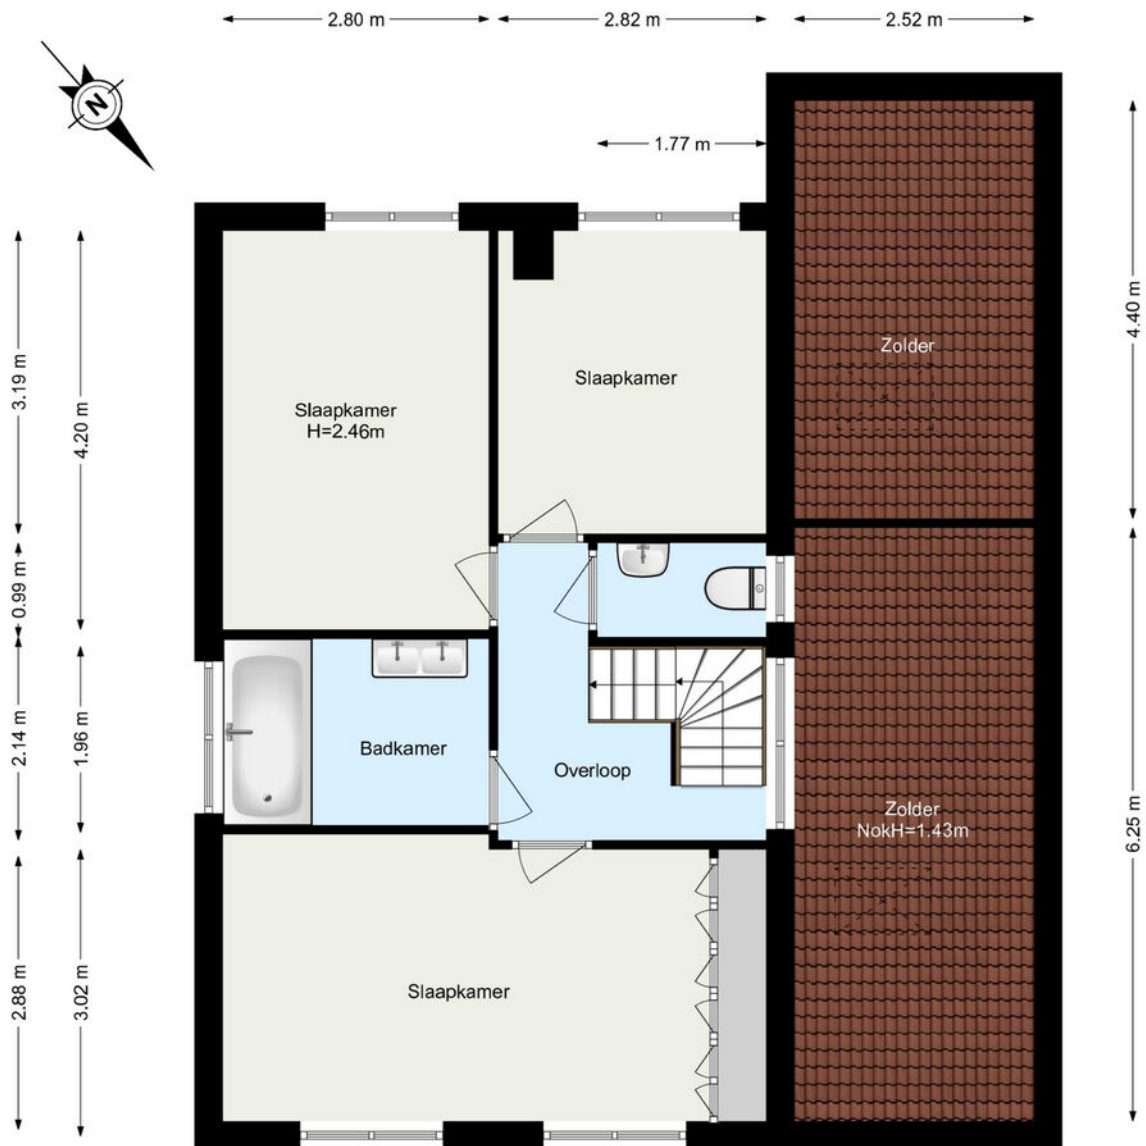 2.80 m
2.82 m
2.52 m
N
1.77 m
3.19 m
4.20 m
4.40 m
Zolder
Slaapkamer
Slaapkamer
H=2.46m
0.99 m
2.14 m
1.96 m
Badkamer
Overloop
Zolder
NokH=1.43m
6.25 m
2.88 m
3.02 m
Slaapkamer